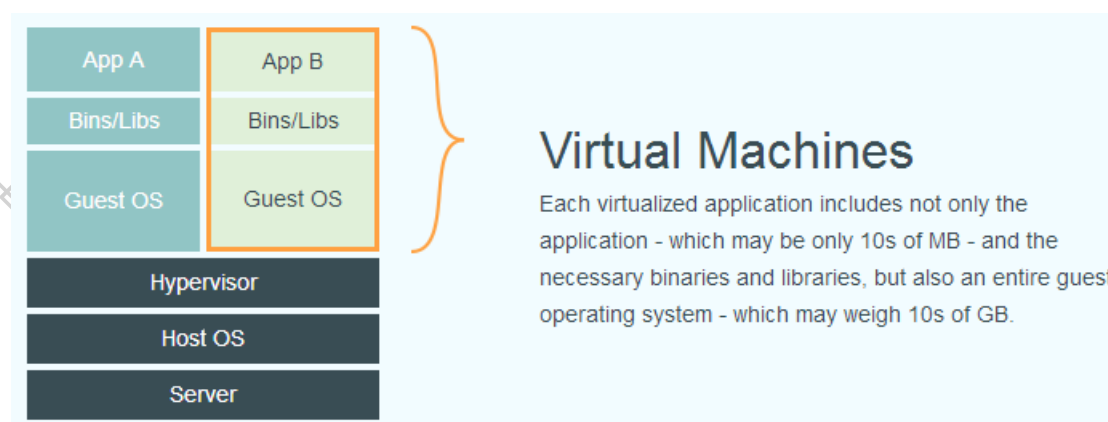 App A
App B
Bins/Libs
Bins/Libs
Guest OS
Guest OS
Hypervisor
Host OS
Server
Virtual Machines
Each virtualized application includes not only the
application - which may be only 10s of MB - and the
necessary binaries and libraries, but also an entire guest
operating system - which may weigh 10s of GB.